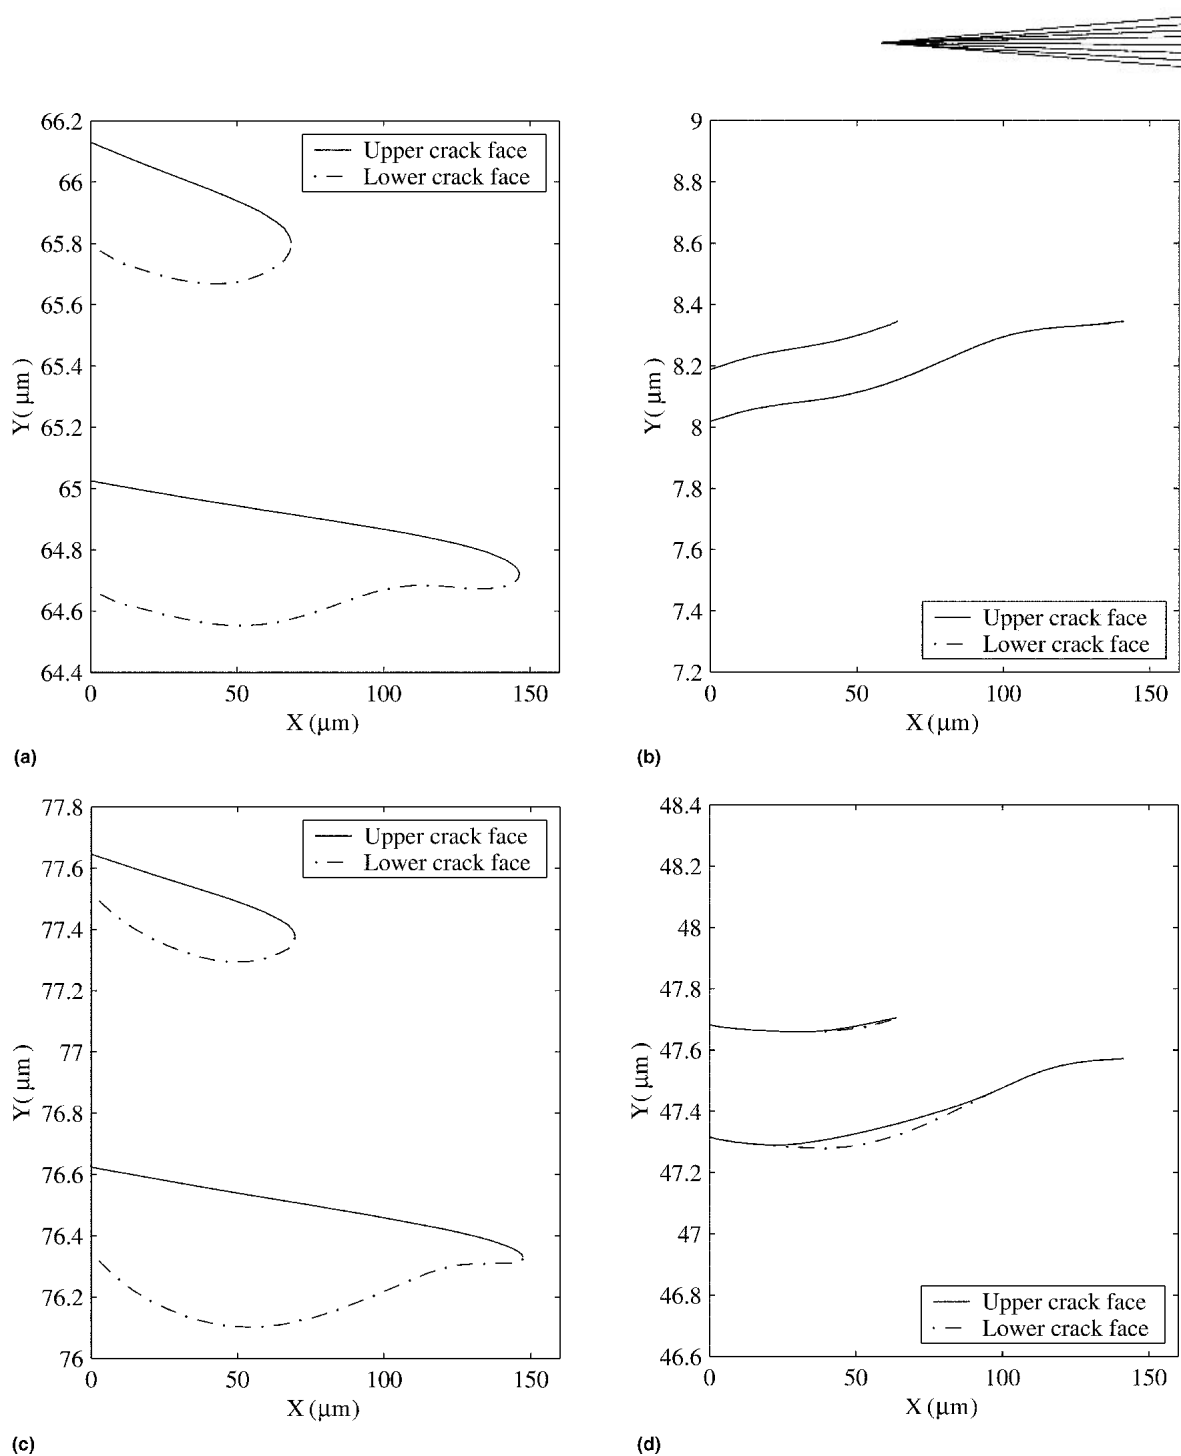 66.2
66
65.8
65.6
65.4
65.2
65
64.8
64.6
64.4
Y(μm)
0
50
100
150
X(μm)
Upper crack face
Lower crack face
(a)
9
8.8
8.6
8.4
8.2
8
7.8
7.6
7.4
7.2
Y(μm)
0
50
100
150
X(μm)
Upper crack face
Lower crack face
(b)
77.8
77.6
77.4
77.2
77
76.8
76.6
76.4
76.2
76
Y(μm)
0
50
100
150
X(μm)
Upper crack face
Lower crack face
(c)
48.4
48.2
48
47.8
47.6
47.4
47.2
47
46.8
46.6
Y(μm)
0
50
100
150
X(μm)
Upper crack face
Lower crack face
(d)